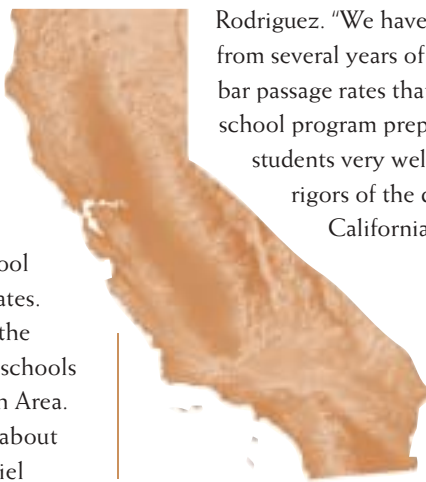 Rodriguez. “We have
from several years of
bar passage rates that
school program prep
students very wel
rigors of the
California
ool
ates.
the
schools
n Area.
about
iel